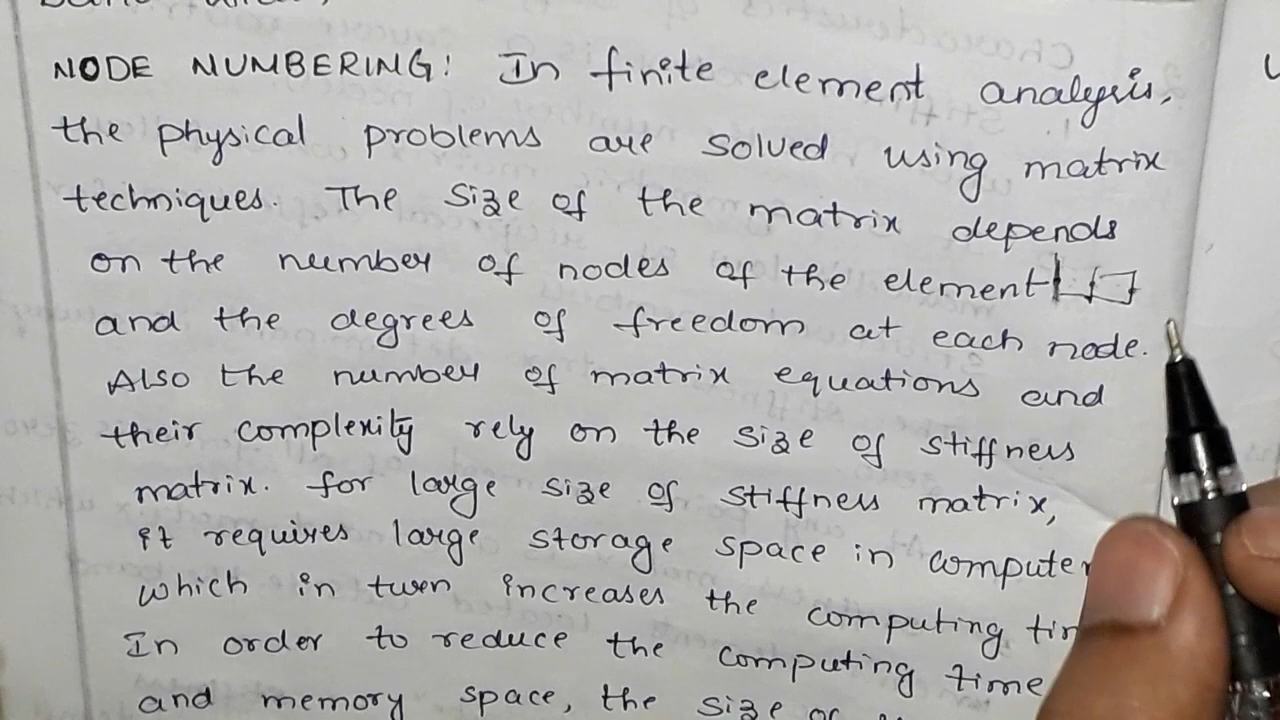 NODE NUMBERING: In finite element analysis,
the physical problems are solved using matrix
techniques. The size of the matrix depends
on the number of nodes of the element
and the degrees of freedom at each node.
Also the number of matrix equations and
their complexity rely on the size of stiffness
matrix. for large size of stiffness matrix,
it requires large storage space in computer
which in turn increases the computing
In order to reduce the computing time
and memory space, the size